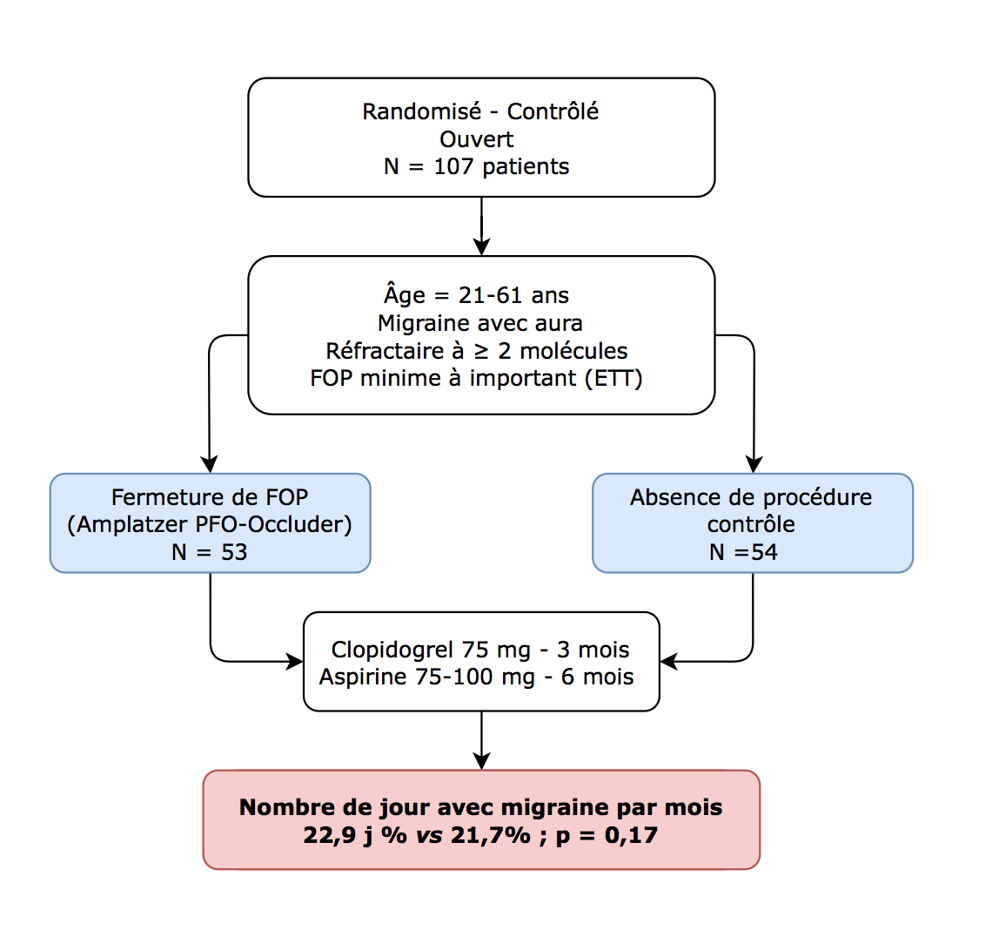 Randomisé - Contrôlé
Ouvert
N = 107 patients
Âge = 21-61 ans
Migraine avec aura
Réfractaire à ≥ 2 molécules
FOP minime à important (ETT)
Fermeture de FOP
(Amplatzer PFO-Occluder)
N = 53
Absence de procédure
contrôle
N =54
Clopidogrel 75 mg - 3 mois
Aspirine 75-100 mg - 6 mois
Nombre de jour avec migraine par mois
22,9 j % vs 21,7% ; p = 0,17